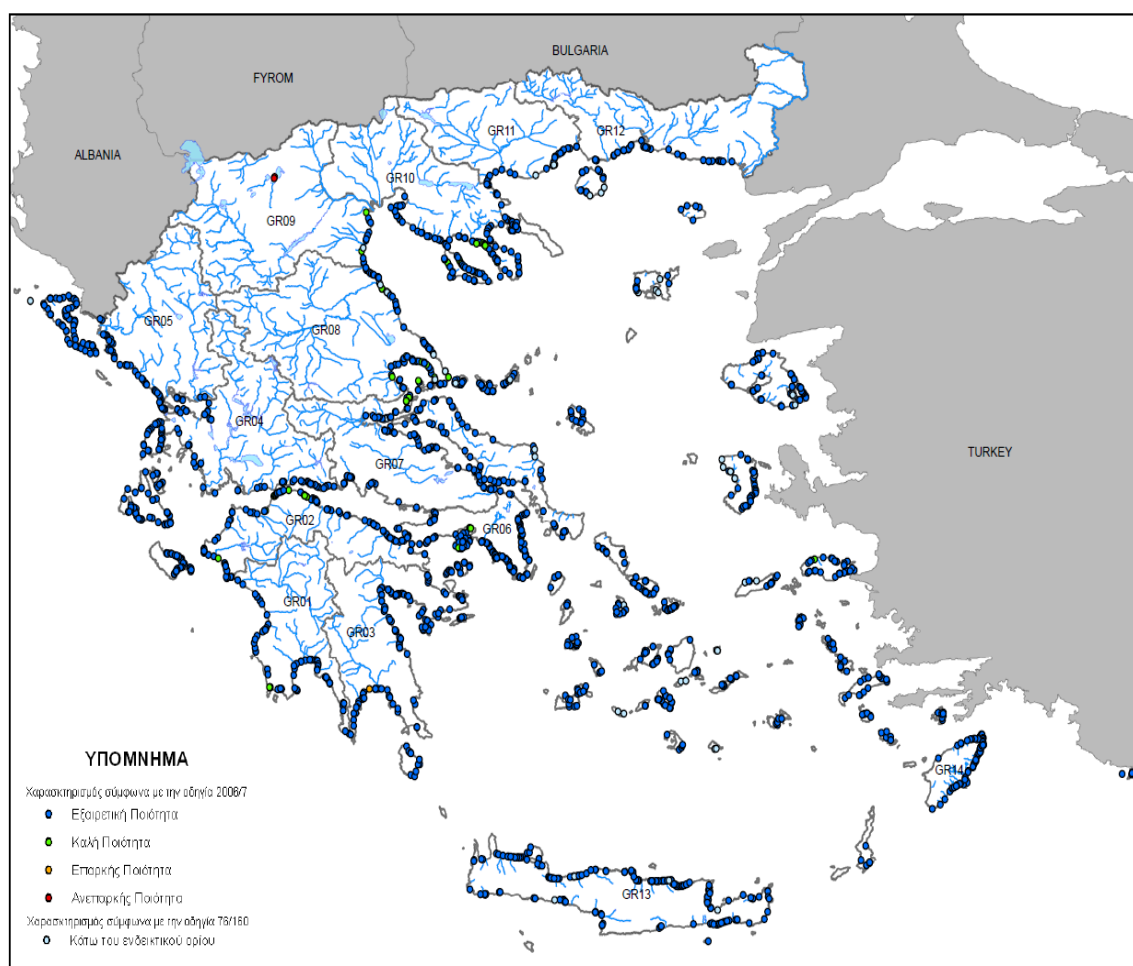 BULGARIA
FYROM
ALBANIA
GR11
GR12
GR10
GR09
GR05
GR08
GR04
TURKEY
GR07
GR06
GR02
GR01
GR03
GR14
GR13
ΥΠΟΜΝΗΜΑ
Χαρασκτηρισμός σύμφωνα με την οδηγία 2006/7
Εξαιρετική Ποιότητα
Καλή Ποιότητα
Επαρκής Ποιότητα
Ανεπαρκής Ποιότητα
Χαρασκτηρισμός σύμφωνα με την οδηγία 76/160
Κάτω του ενδεικτικού ορίου